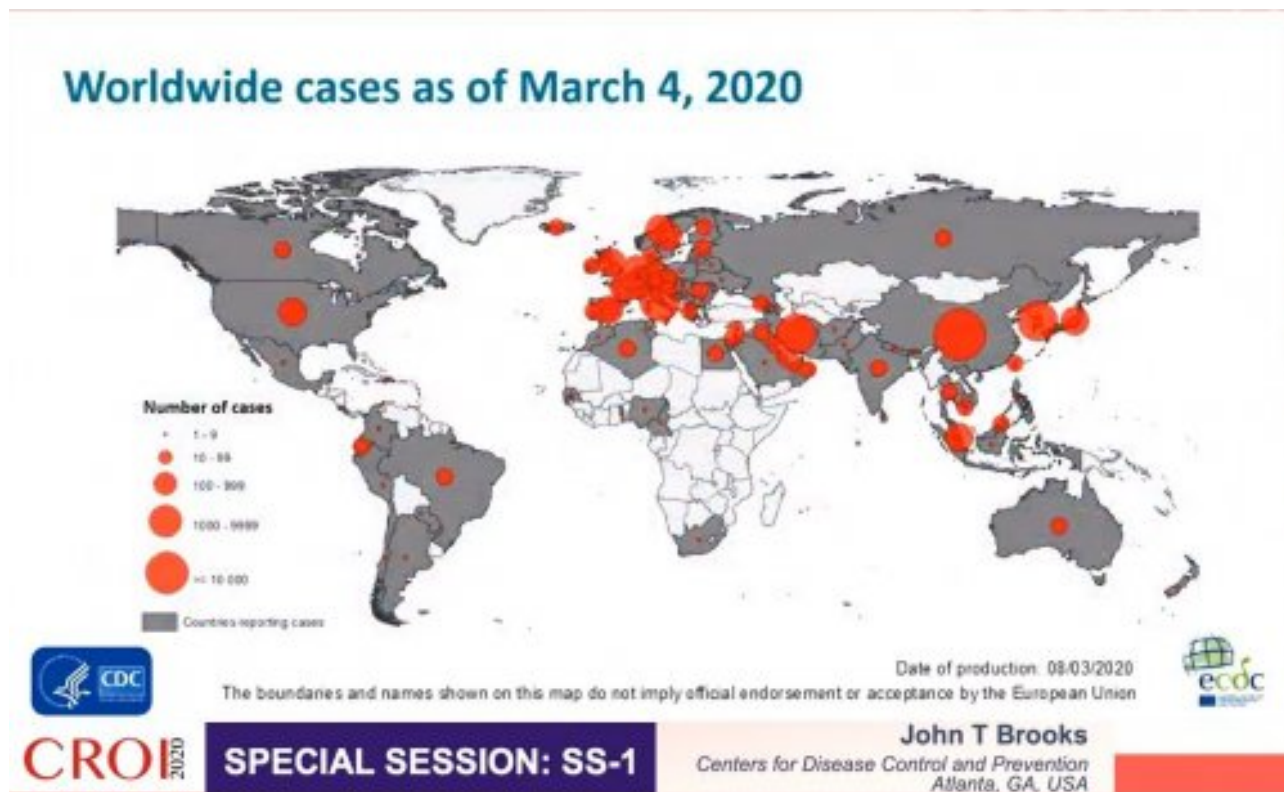 Worldwide cases as of March 4, 2020
Number of cases
1 - 9
10 - 99
100 - 999
1000 - 9999
>= 10 000
Countries reporting cases
Date of production: 08/03/2020
The boundaries and names shown on this map do not imply official endorsement or acceptance by the European Union
CDC
ecdc
CROI 2020
SPECIAL SESSION: SS-1
John T Brooks
Centers for Disease Control and Prevention
Atlanta, GA, USA